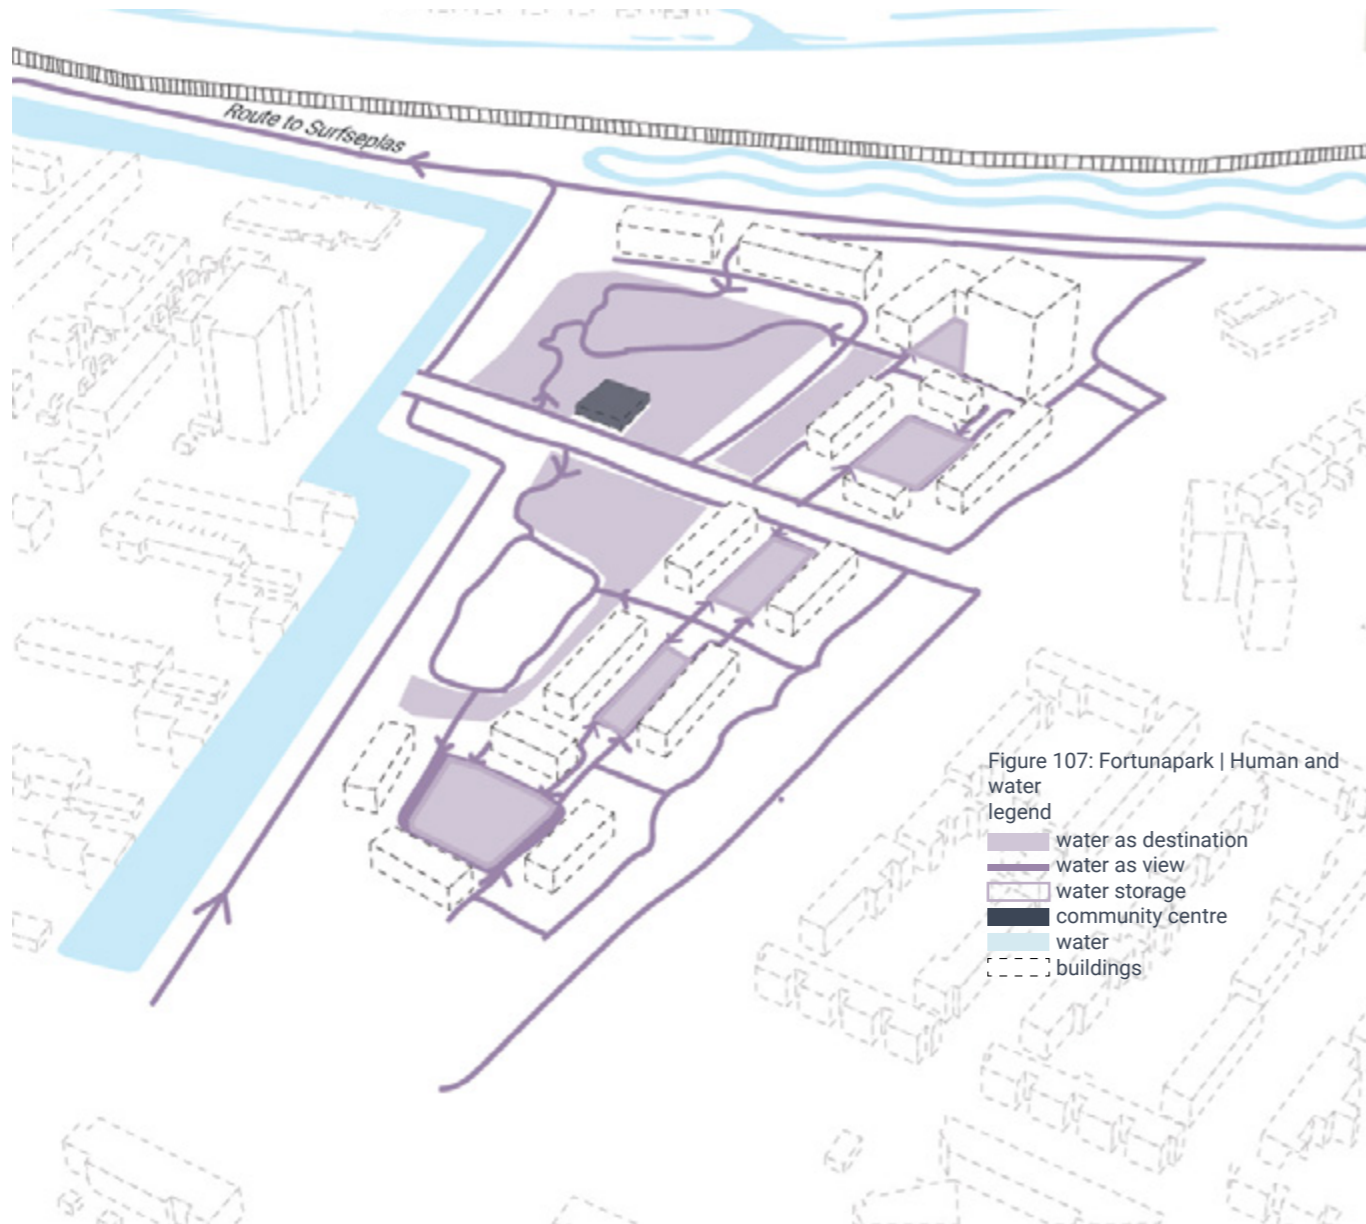 Route to Surfseplas
Figure 107: Fortunapark | Human and
water
legend
water as destination
water as view
water storage
community centre
water
buildings